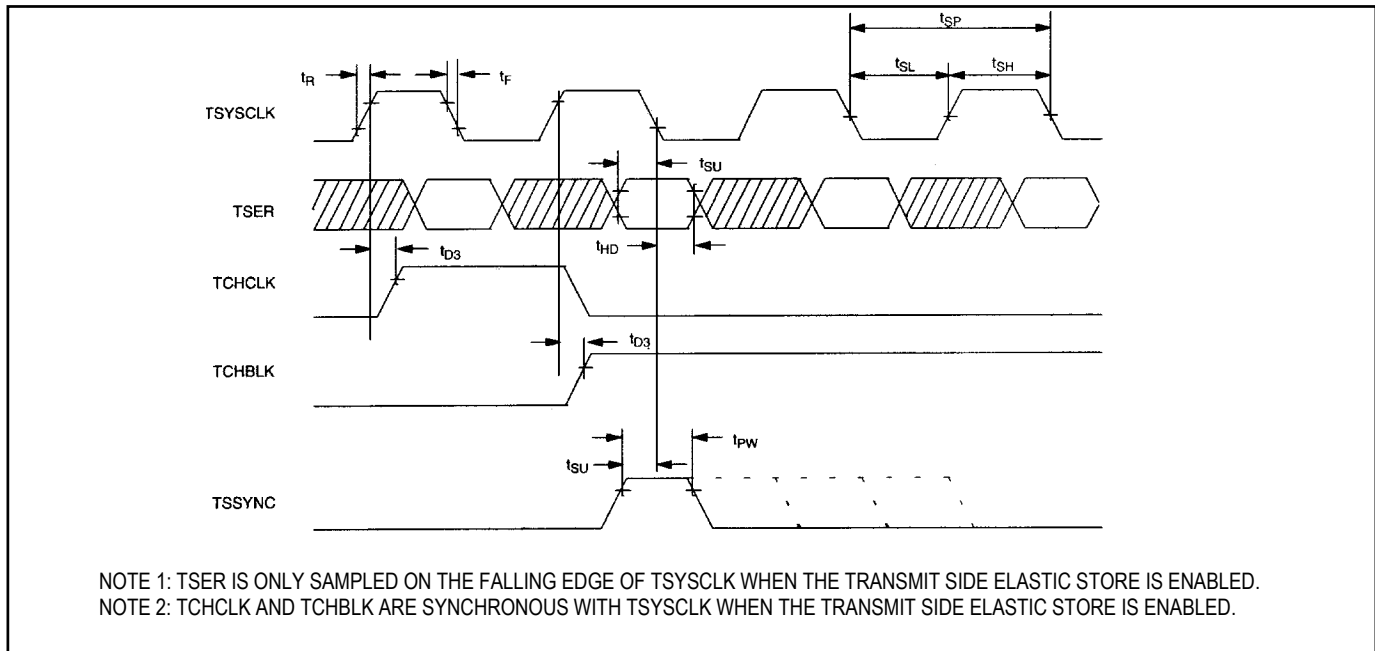 tSP
tSL tSH
tR tF
TSYSCLK
tSU
TSER
tHD
tD3
TCHCLK
tD3
TCHBLK
tPW
tSU
TSSYNC
NOTE 1: TSER IS ONLY SAMPLED ON THE FALLING EDGE OF TSYSCLK WHEN THE TRANSMIT SIDE ELASTIC STORE IS ENABLED.
NOTE 2: TCHCLK AND TCHBLK ARE SYNCHRONOUS WITH TSYSCLK WHEN THE TRANSMIT SIDE ELASTIC STORE IS ENABLED.